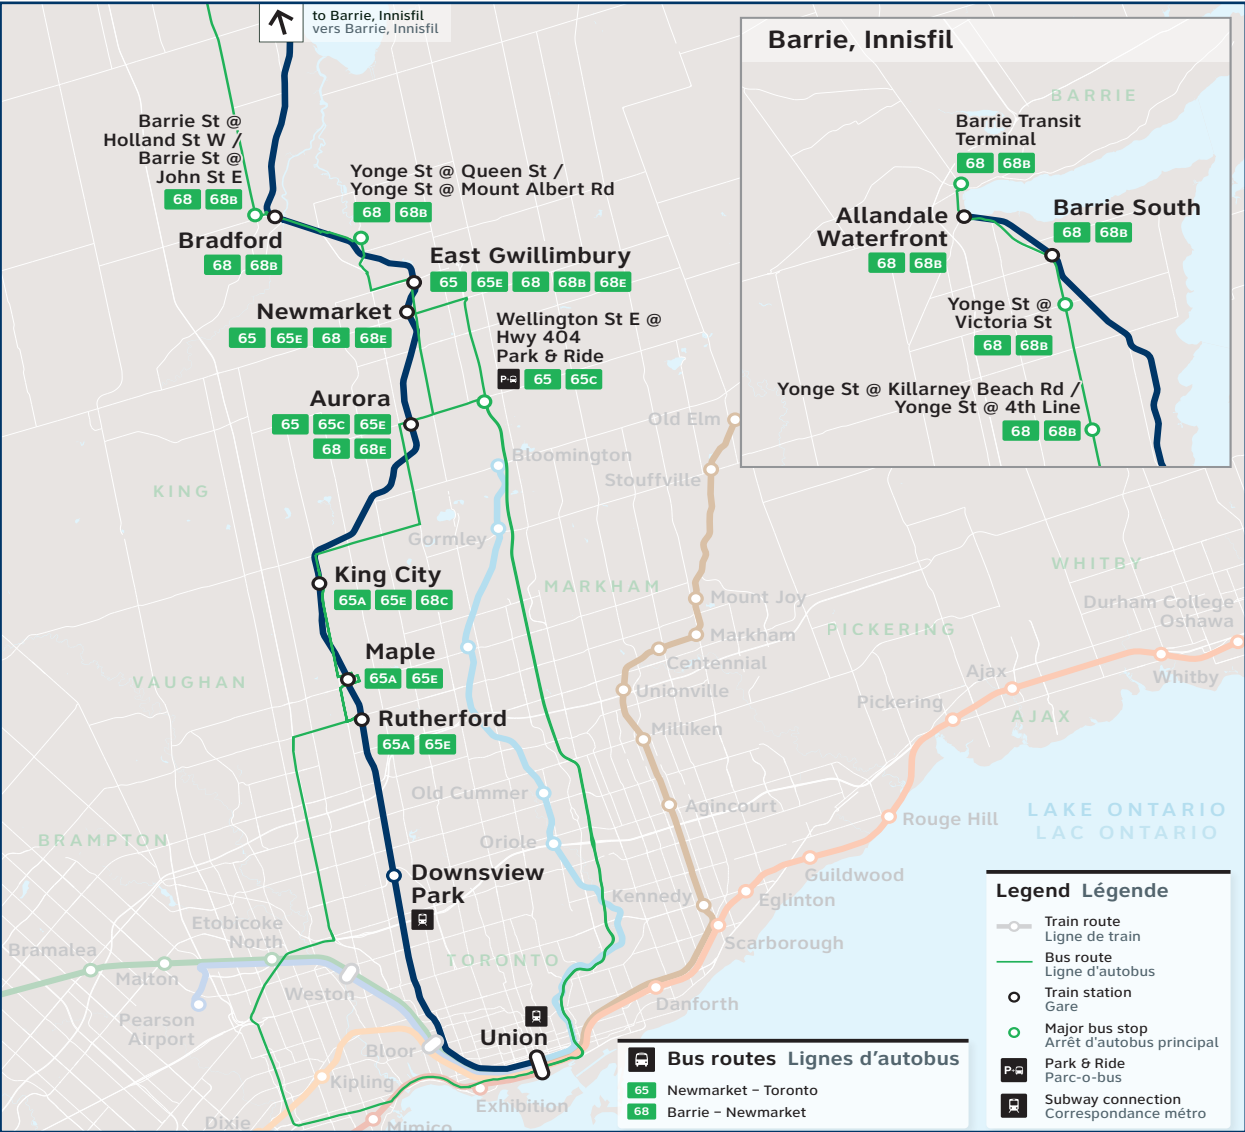 to Barrie, Innisfil
vers Barrie, Innisfil
Barrie, Innisfil
BARRIE
Barrie Transit
Terminal
68 68B
Allandale
Waterfront
68 68B
Barrie South
68 68B
Yonge St @
Victoria St
68 68B
Yonge St @ Killarney Beach Rd /
Yonge St @ 4th Line
68 68B
Barrie St @
Holland St W /
Barrie St @
John St E
68 68B
Yonge St @ Queen St /
Yonge St @ Mount Albert Rd
68 68B
Bradford
68 68B
East Gwillimbury
65 65E 68 68B 68E
Newmarket
65 65E 68 68E
Wellington St E @
Hwy 404
Park & Ride
P 65 65C
Aurora
65 65C 65E
68 68E
Old Elm
Bloomington
Stouffville
KING
Gormley
King City
65A 65E 68C
MARKHAM
WHITBY
Mount Joy
Durham College
Oshawa
Markham
PICKERING
Maple
65A 65E
Centennial
Ajax
Whitby
VAUGHAN
Unionville
Pickering
AJAX
Rutherford
65A 65E
Milliken
Old Cummer
Agincourt
Rouge Hill
LAKE ONTARIO
LAC ONTARIO
BRAMPTON
Oriole
Downsview
Park
Guildwood
Kennedy
Eglinton
Etobicoke
North
Bramalea
Scarborough
TORONTO
Malton
Weston
Danforth
Pearson
Airport
Union
Bloor
Kipling
Exhibition
Dixie
Mimico
Bus routes Lignes d'autobus
65 Newmarket – Toronto
68 Barrie – Newmarket
Legend Légende
Train route
Ligne de train
Bus route
Ligne d'autobus
Train station
Gare
Major bus stop
Arrêt d'autobus principal
P Park & Ride
Parc-o-bus
Subway connection
Correspondance métro